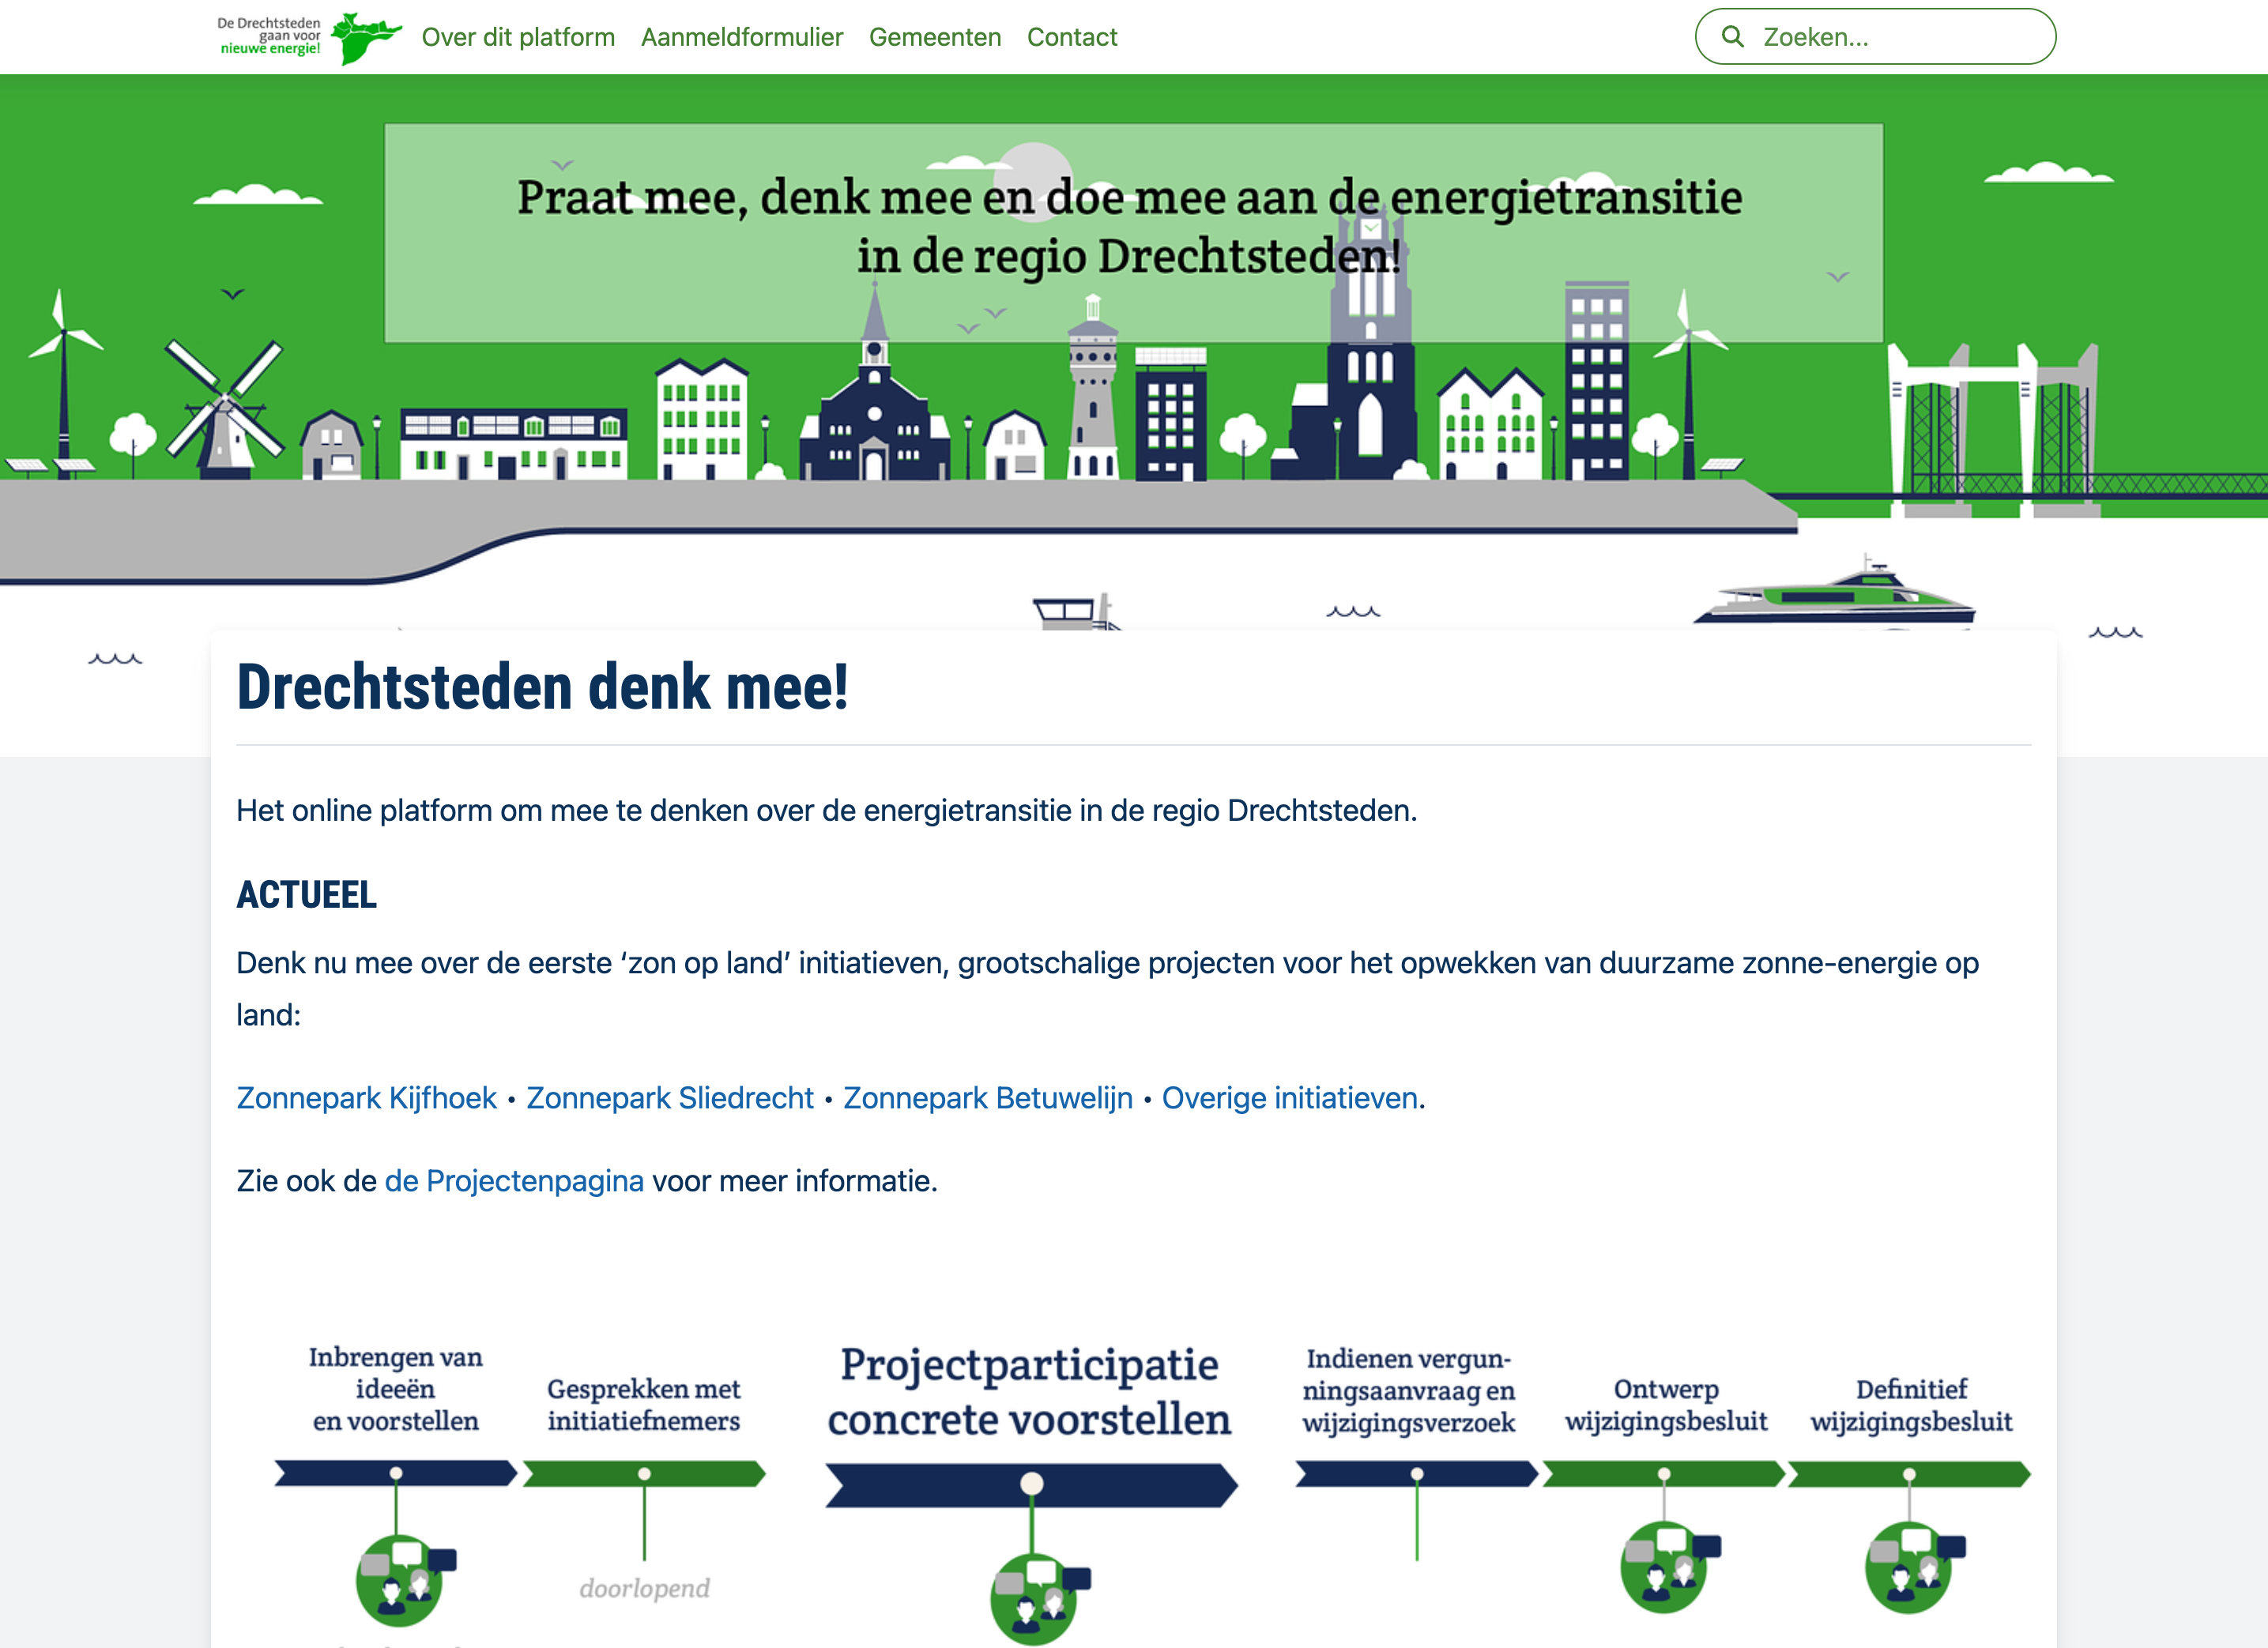 De Drechtsteden
gaan voor
nieuwe energie!
Over dit platform
Aanmeldformulier
Gemeenten
Contact
Zoeken...
Praat mee, denk mee en doe mee aan de energietransitie
in de regio Drechtsteden!
Drechtsteden denk mee!
Het online platform om mee te denken over de energietransitie in de regio Drechtsteden.
ACTUEEL
Denk nu mee over de eerste ‘zon op land’ initiatieven, grootschalige projecten voor het opwekken van duurzame zonne-energie op
land:
Zonnepark Kijfhoek • Zonnepark Sliedrecht • Zonnepark Betuwelijn • Overige initiatieven.
Zie ook de de Projectenpagina voor meer informatie.
Inbrengen van
ideeën
en voorstellen
Gesprekken met
initiatiefnemers
Projectparticipatie
concrete voorstellen
Indienen vergun-
ningsaanvraag en
wijzigingsverzoek
Ontwerp
wijzigingsbesluit
Definitief
wijzigingsbesluit
doorlopend